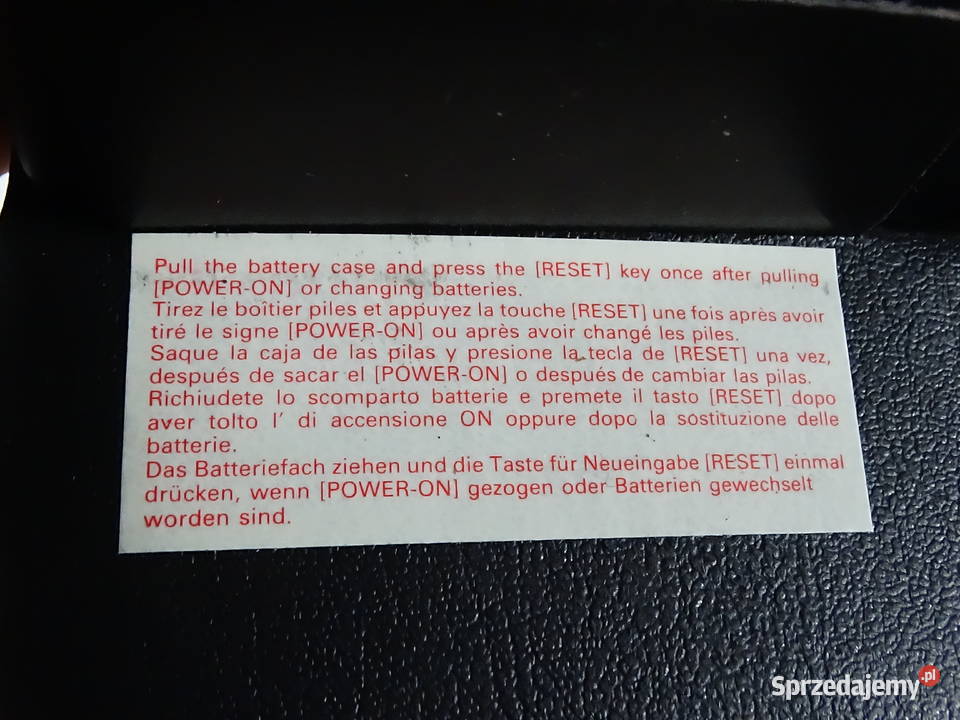 Pull the battery case and press the [RESET] key once after pulling
[POWER-ON] or changing batteries.
Tirez le boîtier piles et appuyez la touche [RESET] une fois après avoir
tiré le signe [POWER-ON] ou après avoir changé les piles.
Saque la caja de las pilas y presione la tecla de [RESET] una vez,
después de sacar el [POWER-ON] o después de cambiar las pilas.
Richiudete lo scomparto batterie e premete il tasto [RESET] dopo
aver tolto l' di accensione ON oppure dopo la sostituzione delle
batterie.
Das Batteriefach ziehen und die Taste für Neueingabe [RESET] einmal
drücken, wenn [POWER-ON] gezogen oder Batterien gewechselt
worden sind.
Sprzedajemy.pl